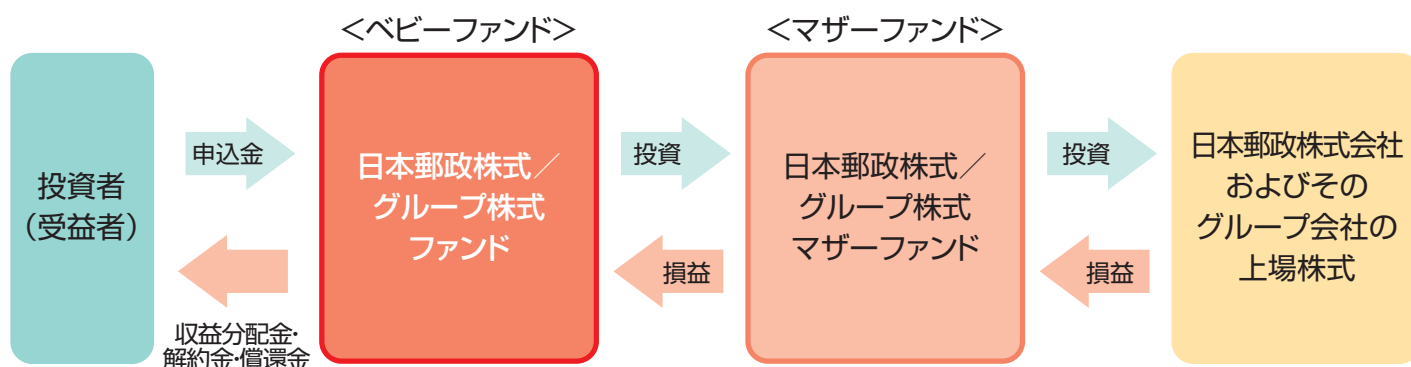 <ベビーファンド>
<マザーファンド>
投資者
(受益者)
申込金
収益分配金・
解約金・償還金
日本郵政株式/
グループ株式
ファンド
投資
損益
日本郵政株式/
グループ株式
マザーファンド
投資
損益
日本郵政株式会社
およびその
グループ会社の
上場株式